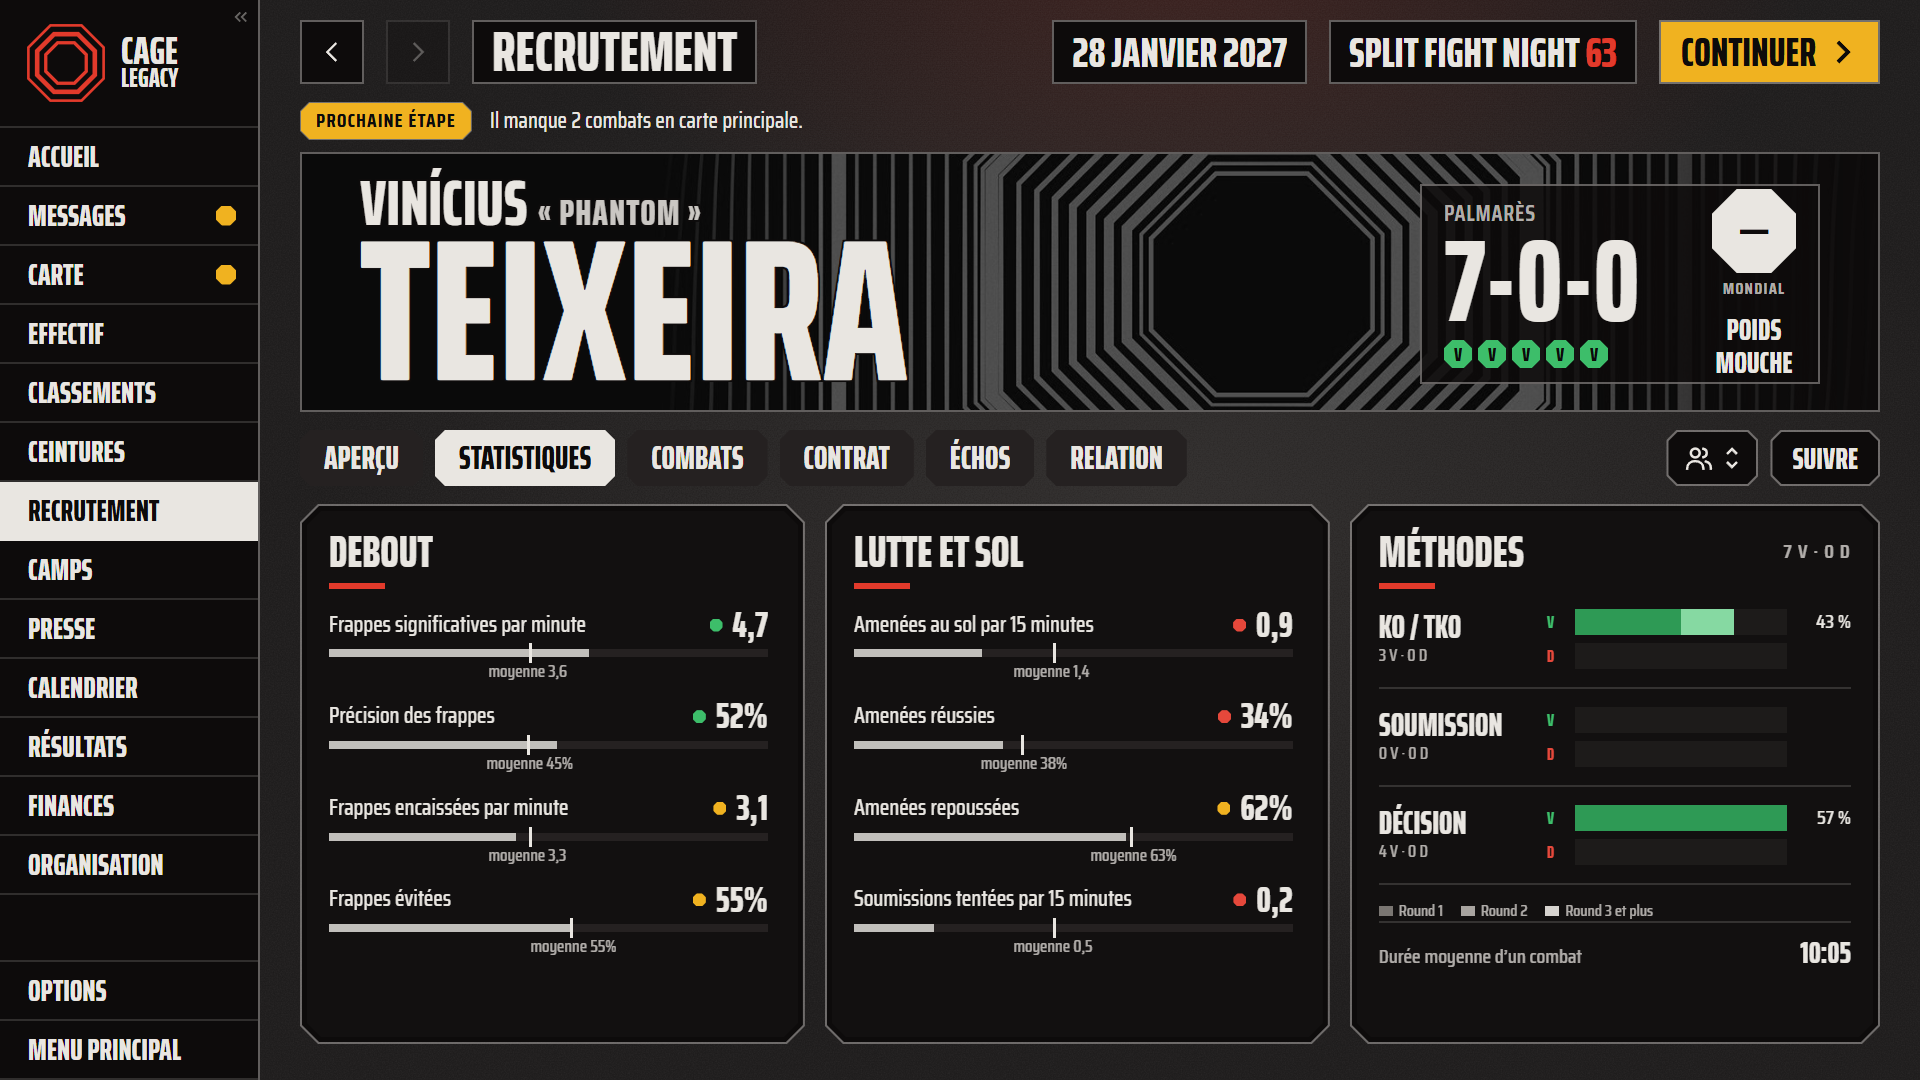 CAGE
LEGACY
«
ACCUEIL
MESSAGES
CARTE
EFFECTIF
CLASSEMENTS
CEINTURES
RECRUTEMENT
CAMPS
PRESSE
CALENDRIER
RÉSULTATS
FINANCES
ORGANISATION
OPTIONS
MENU PRINCIPAL
RECRUTEMENT
28 JANVIER 2027
SPLIT FIGHT NIGHT 63
CONTINUER
PROCHAINE ÉTAPE
Il manque 2 combats en carte principale.
VINÍCIUS « PHANTOM »
TEIXEIRA
PALMARÈS
7-0-0
V V V V V
—
MONDIAL
POIDS
MOUCHE
APERÇU
STATISTIQUES
COMBATS
CONTRAT
ÉCHOS
RELATION
SUIVRE
DEBOUT
Frappes significatives par minute 4,7
moyenne 3,6
Précision des frappes 52%
moyenne 45%
Frappes encaissées par minute 3,1
moyenne 3,3
Frappes évitées 55%
moyenne 55%
LUTTE ET SOL
Amenées au sol par 15 minutes 0,9
moyenne 1,4
Amenées réussies 34%
moyenne 38%
Amenées repoussées 62%
moyenne 63%
Soumissions tentées par 15 minutes 0,2
moyenne 0,5
MÉTHODES 7 V · 0 D
KO / TKO V 43 %
3 V · 0 D D
SOUMISSION V
0 V · 0 D D
DÉCISION V 57 %
4 V · 0 D D
Round 1 Round 2 Round 3 et plus
Durée moyenne d’un combat 10:05